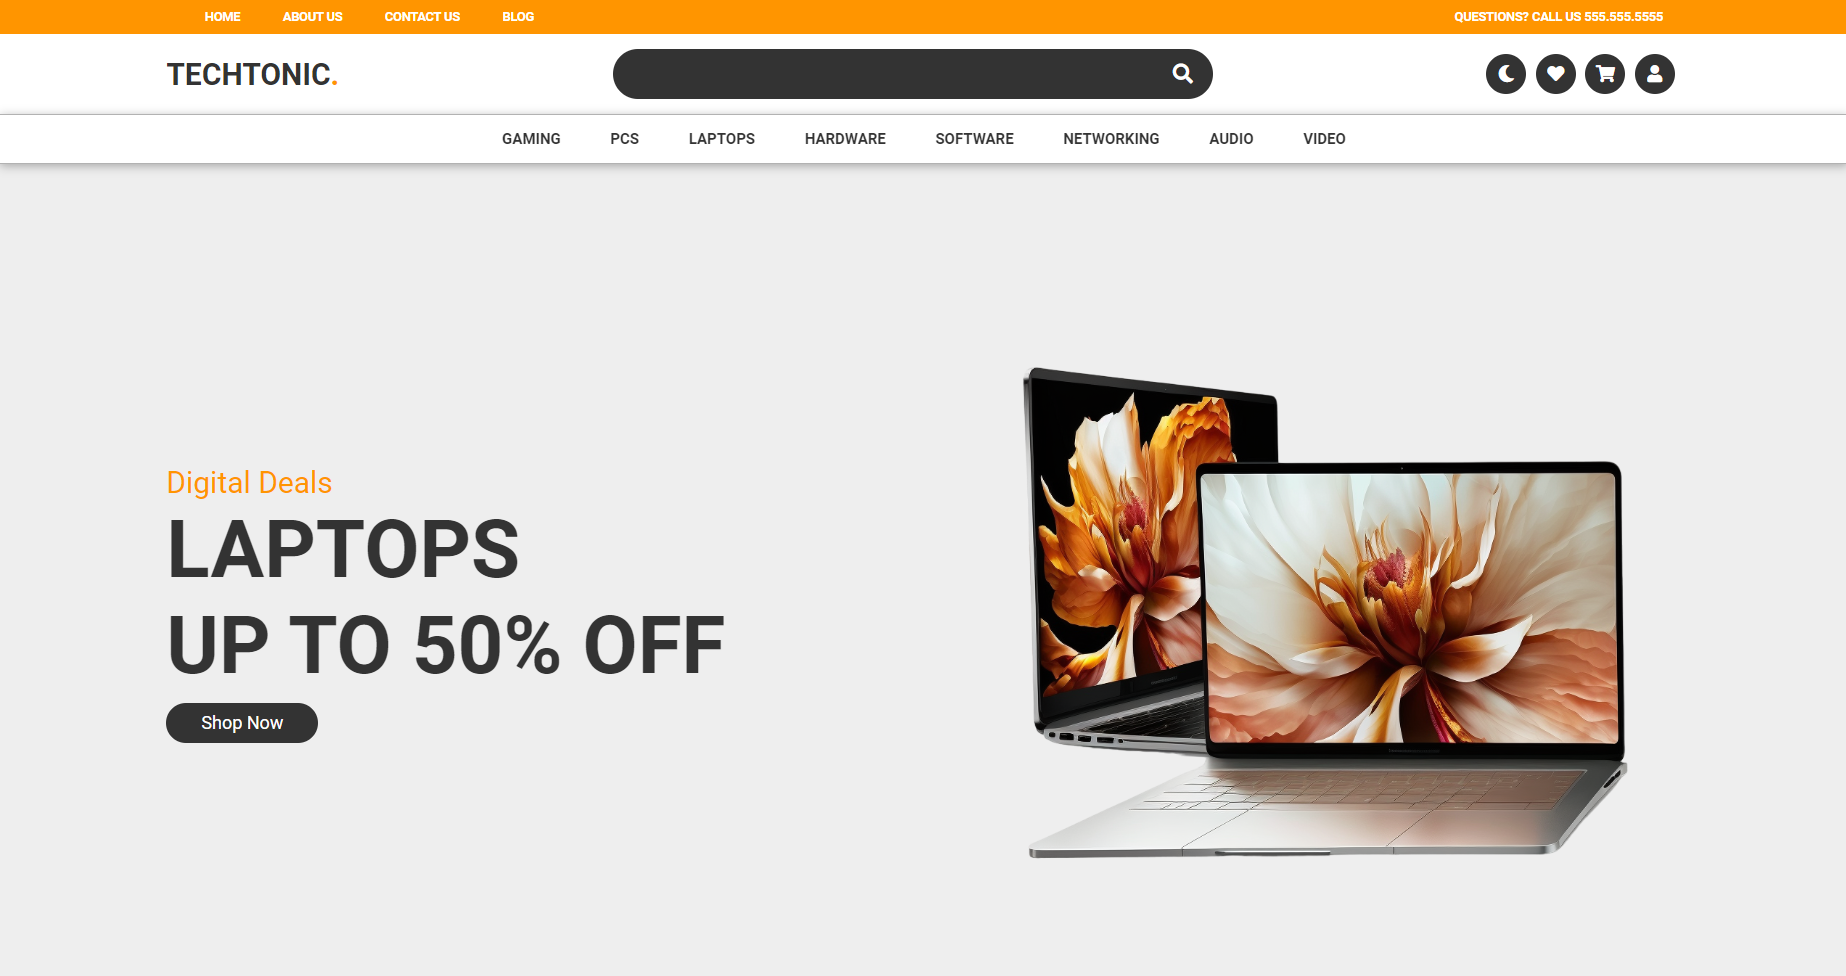 HOME ABOUT US CONTACT US BLOG QUESTIONS? CALL US 555.555.5555
TECHTONIC.
GAMING PCS LAPTOPS HARDWARE SOFTWARE NETWORKING AUDIO VIDEO
Digital Deals
LAPTOPS
UP TO 50% OFF
Shop Now